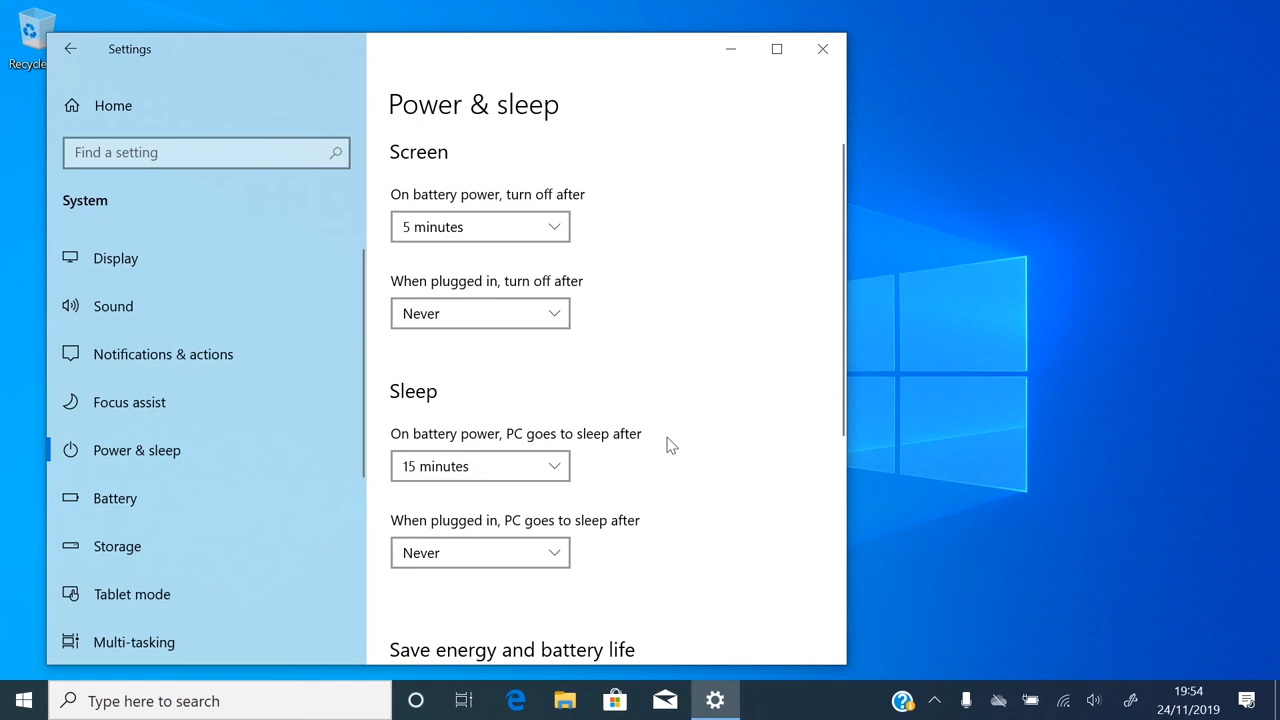 Recycle
Settings
Home
Find a setting
System
Display
Sound
Notifications & actions
Focus assist
Power & sleep
Battery
Storage
Tablet mode
Multi-tasking
Power & sleep
Screen
On battery power, turn off after
5 minutes
When plugged in, turn off after
Never
Sleep
On battery power, PC goes to sleep after
15 minutes
When plugged in, PC goes to sleep after
Never
Save energy and battery life
Type here to search
19:54
24/11/2019